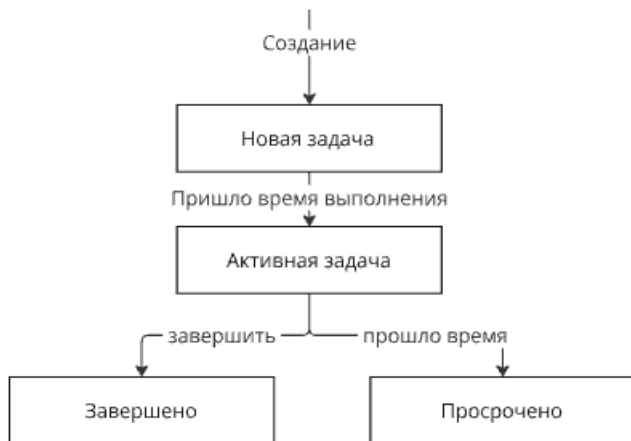 Создание
Новая задача
Пришло время выполнения
Активная задача
завершить
прошло время
Завершено
Просрочено